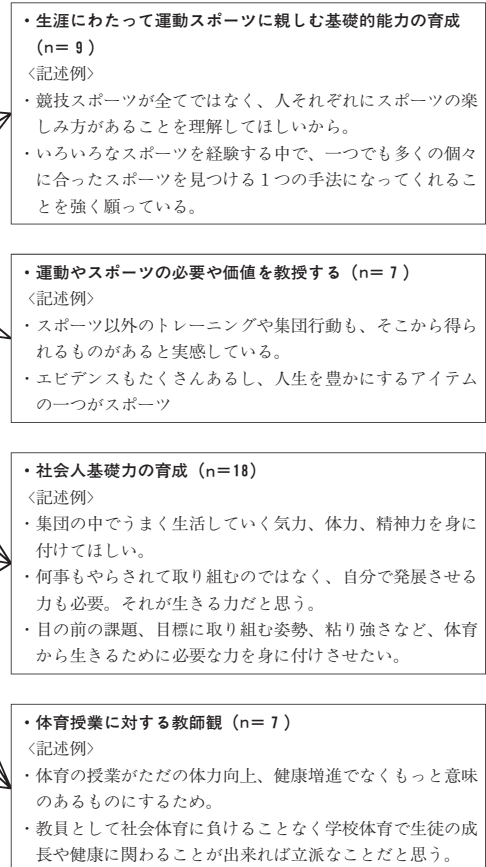 ・生涯にわたって運動スポーツに親しむ基礎的能力の育成
（n＝９）
〈記述例〉
・競技スポーツが全てではなく、人それぞれにスポーツの楽
しみ方があることを理解してほしいから。
・いろいろなスポーツを経験する中で、一つでも多くの個々
に合ったスポーツを見つける１つの手法になってくれるこ
とを強く願っている。
・運動やスポーツの必要や価値を教授する（n＝７）
〈記述例〉
・スポーツ以外のトレーニングや集団行動も、そこから得ら
れるものがあると実感している。
・エビデンスもたくさんあるし、人生を豊かにするアイテム
の一つがスポーツ
・社会人基礎力の育成（n＝18）
〈記述例〉
・集団の中でうまく生活していく気力、体力、精神力を身に
付けてほしい。
・何事もやらされて取り組むのではなく、自分で発展させる
力も必要。それが生きる力だと思う。
・目の前の課題、目標に取り組む姿勢、粘り強さなど、体育
から生きるために必要な力を身に付けさせたい。
・体育授業に対する教師観（n＝７）
〈記述例〉
・体育の授業がただの体力向上、健康増進でなくもっと意味
のあるものにするため。
・教員として社会体育に負けることなく学校体育で生徒の成
長や健康に関わることが出来れば立派なことだと思う。